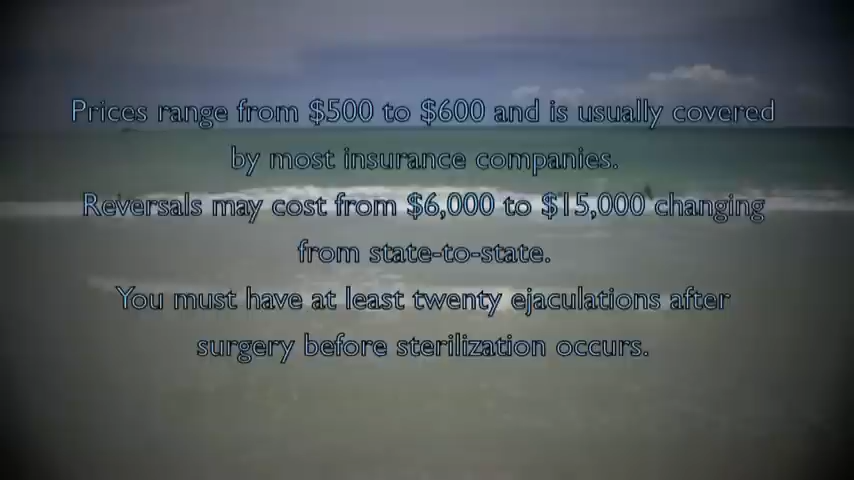 Prices range from $500 to $600 and is usually covered
by most insurance companies.
Reversals may cost from $6,000 to $15,000 changing
from state-to-state.
You must have at least twenty ejaculations after
surgery before sterilization occurs.